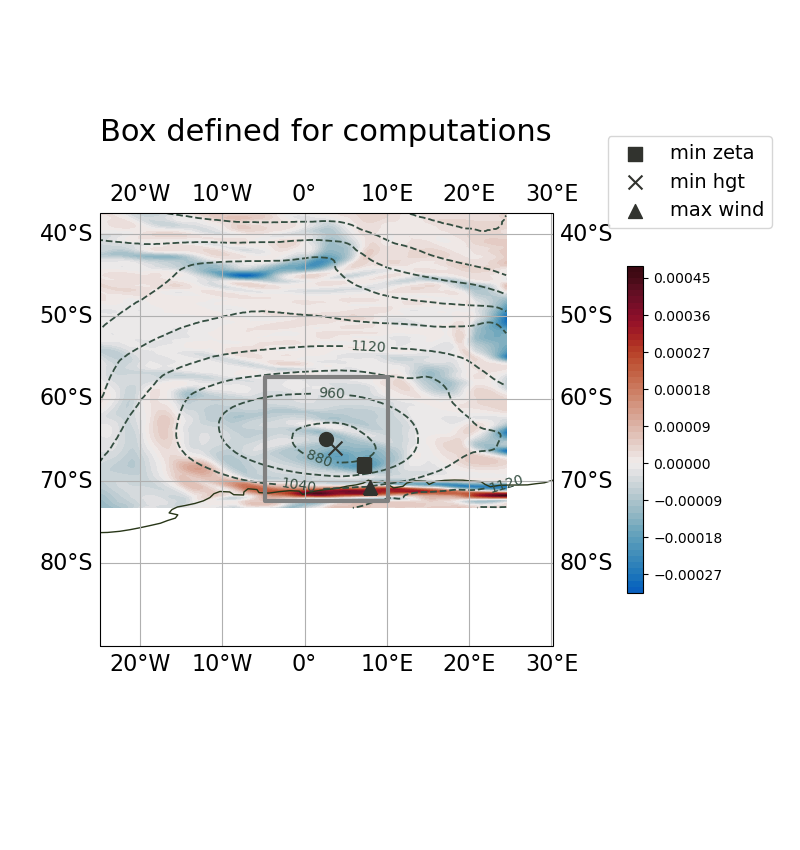 Box defined for computations
min zeta
min hgt
max wind
20°W 10°W 0° 10°E 20°E 30°E
40°S 40°S
50°S 50°S
60°S 60°S
70°S 70°S
80°S 80°S
1120
960
880
1040
1120
20°W 10°W 0° 10°E 20°E 30°E
0.00045
0.00036
0.00027
0.00018
0.00009
0.00000
−0.00009
−0.00018
−0.00027